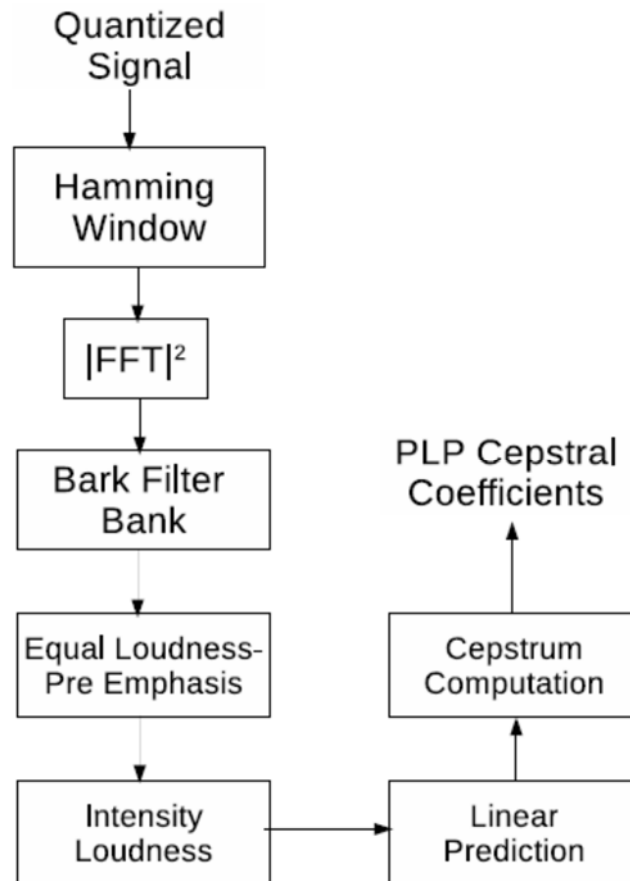 Quantized
Signal
Hamming
Window
|FFT|²
Bark Filter
Bank
Equal Loudness-
Pre Emphasis
Intensity
Loudness
Linear
Prediction
Cepstrum
Computation
PLP Cepstral
Coefficients